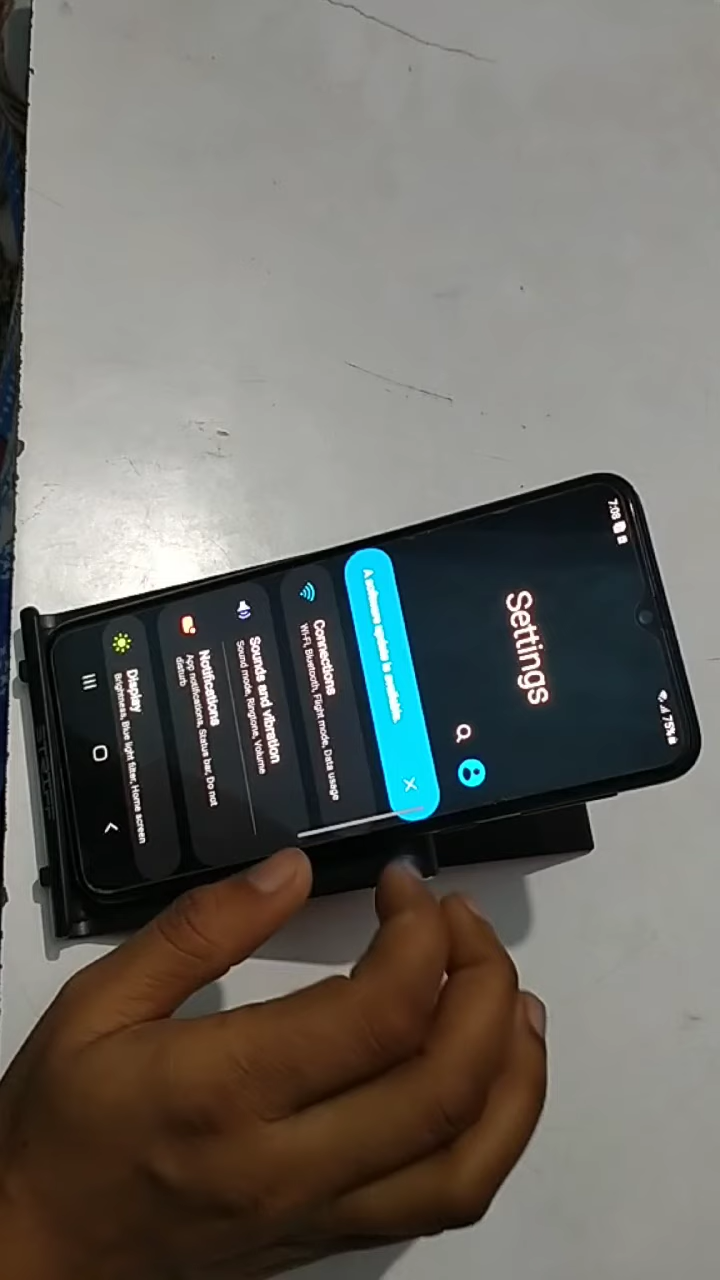 7:08
75%
Settings
A software update is available.
Connections
Wi-Fi, Bluetooth, Flight mode, Data usage
Sounds and vibration
Sound mode, Ringtone, Volume
Notifications
App notifications, Status bar, Do not
disturb
Display
Brightness, Blue light filter, Home screen